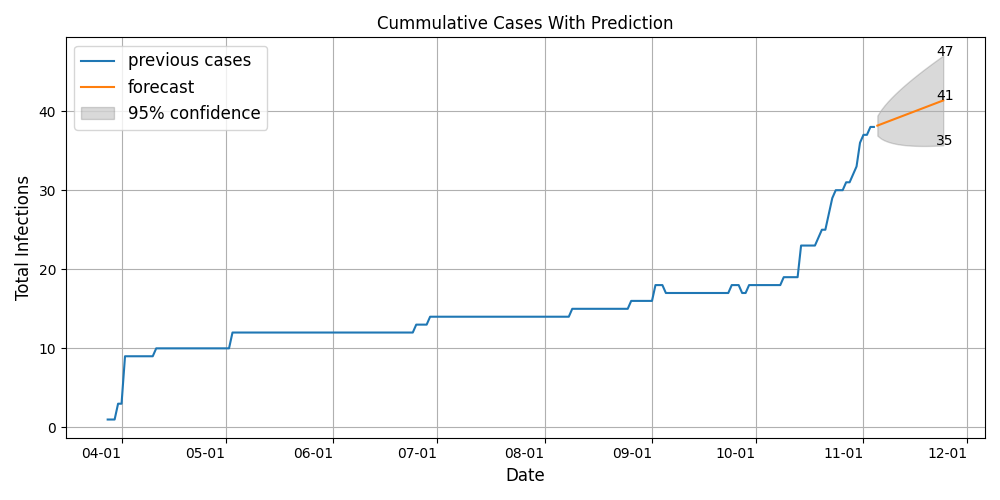 Cummulative Cases With Prediction
previous cases
forecast
95% confidence
47
41
35
Total Infections
40
30
20
10
0
04-01
05-01
06-01
07-01
08-01
09-01
10-01
11-01
12-01
Date